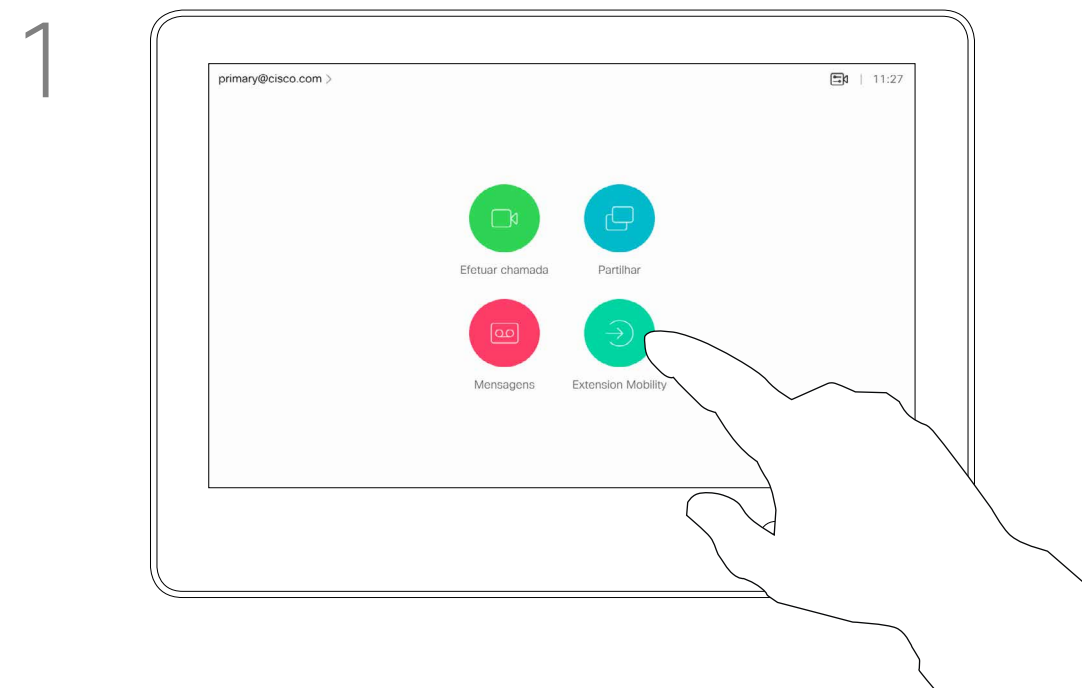 1
primary@cisco.com >
| 11:27
Efetuar chamada
Partilhar
Mensagens
Extension Mobility